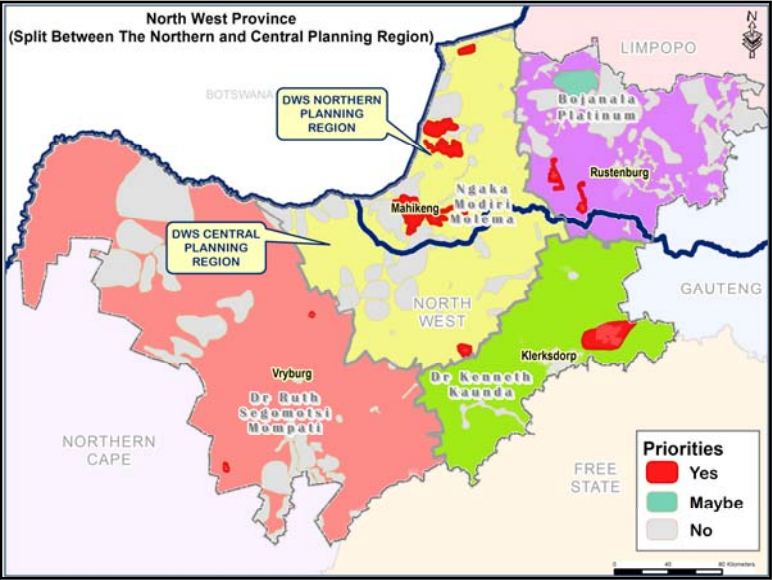 North West Province
(Split Between The Northern and Central Planning Region)
N
LIMPOPO
BOTSWANA
DWS NORTHERN
PLANNING
REGION
Bojanala
Platinum
Rustenburg
Ngaka
Modiri
Molema
Mahikeng
DWS CENTRAL
PLANNING
REGION
GAUTENG
NORTH
WEST
Klerksdorp
Vryburg
Dr Kenneth
Kaunda
Dr Ruth
Segomotsi
Mompati
NORTHERN
CAPE
FREE
STATE
Priorities
Yes
Maybe
No
0 40 80 Kilometers